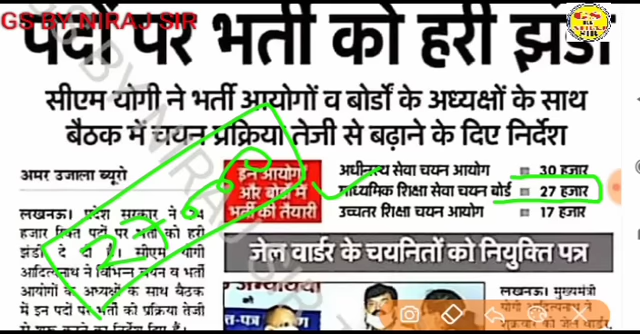 GS BY NIRAJ SIR
पदों पर भर्ती को हरी झंडी
सीएम योगी ने भर्ती आयोगों व बोर्डों के अध्यक्षों के साथ
बैठक में चयन प्रक्रिया तेजी से बढ़ाने के दिए निर्देश
अमर उजाला ब्यूरो
लखनऊ। प्रदेश सरकार ने 74
हजार रिक्त पदों पर भर्ती को हरी
झंडी दे दी है। सीएम योगी
आदित्यनाथ ने विभिन्न चयन व भर्ती
आयोगों के अध्यक्षों के साथ बैठक
में इन पदों पर भर्ती की प्रक्रिया तेजी
से शुरू करने का निर्देश दिए हैं।
इन आयोगों
और बोर्डों में
भर्ती की तैयारी
अधीनस्थ सेवा चयन आयोग 30 हजार
माध्यमिक शिक्षा सेवा चयन बोर्ड 27 हजार
उच्चतर शिक्षा चयन आयोग 17 हजार
जेल वार्डर के चयनितों को नियुक्ति पत्र
लखनऊ। मुख्यमंत्री